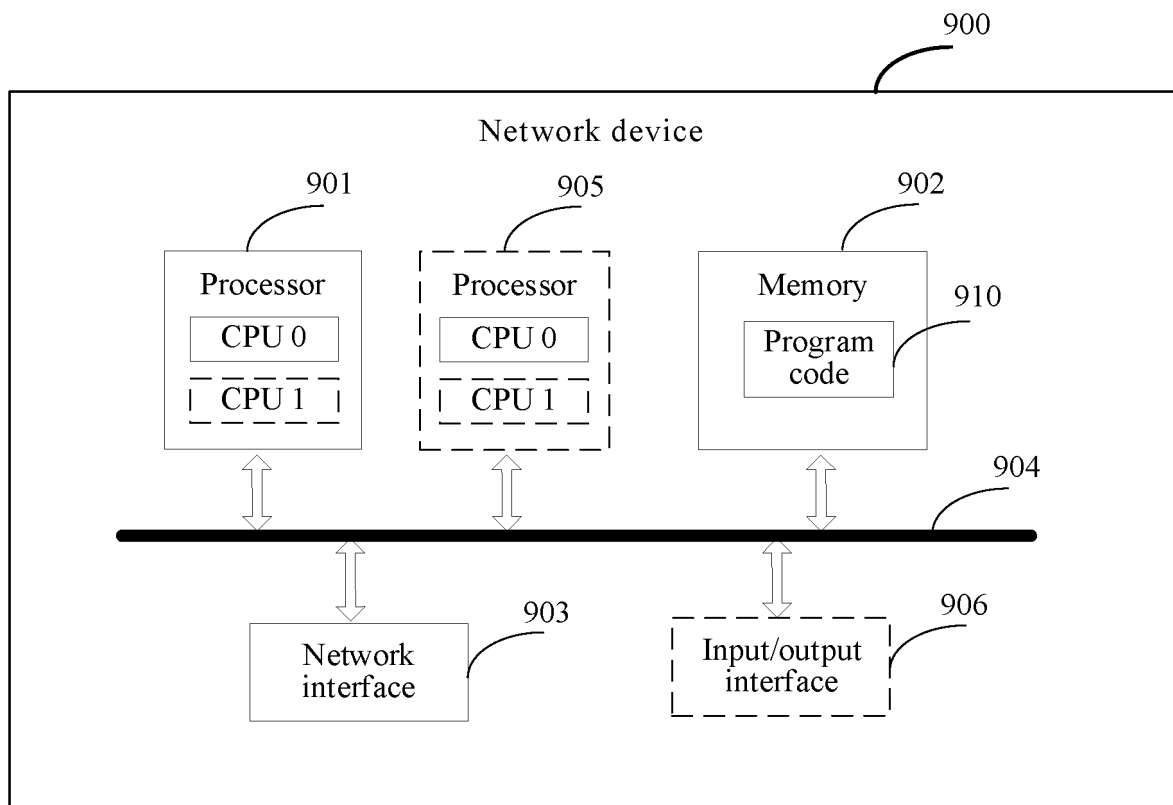 900
Network device
901
905
902
Processor
CPU 0
CPU 1
Processor
CPU 0
CPU 1
Memory
910
Program
code
904
903
Network
interface
906
Input/output
interface